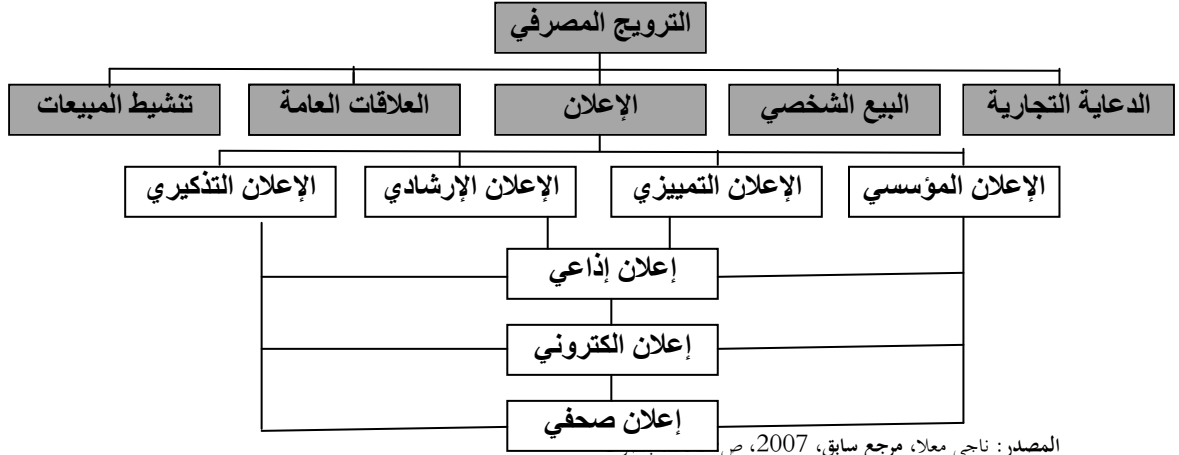 الترويج المصرفي
الدعاية التجارية البيع الشخصي الإعلان العلاقات العامة تنشيط المبيعات
الإعلان المؤسسي الإعلان التمييزي الإعلان الإرشادي الإعلان التذكيري
إعلان إذاعي
إعلان الكتروني
إعلان صحفي
المصدر: ناجي معلا، مرجع سابق، 2007، ص